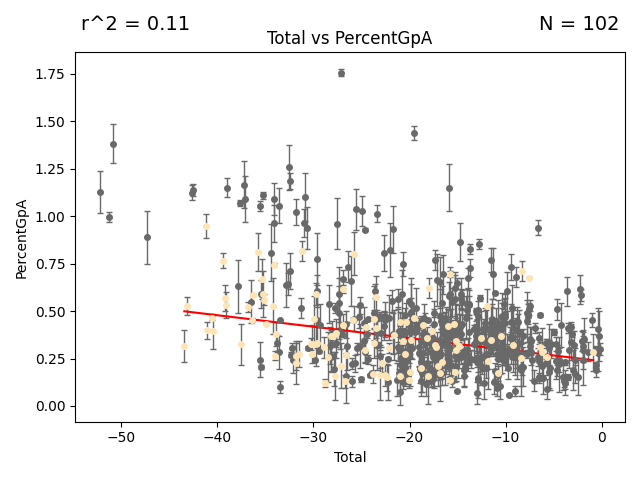 r^2 = 0.11
N = 102
Total vs PercentGpA
PercentGpA
1.75
1.50
1.25
1.00
0.75
0.50
0.25
0.00
−50
−40
−30
−20
−10
0
Total